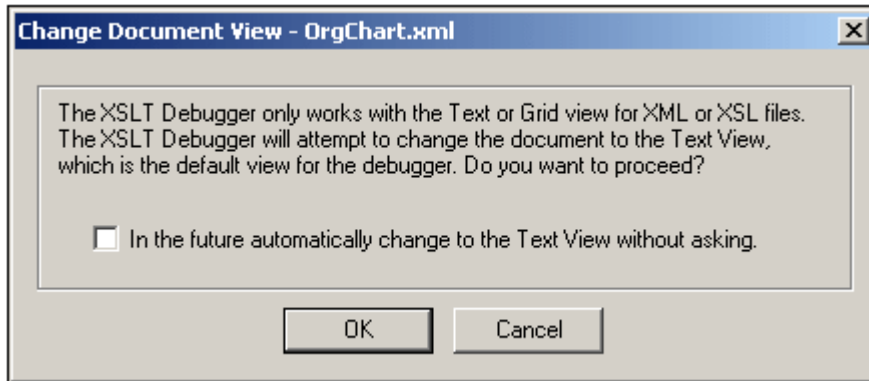 Change Document View - OrgChart.xml
The XSLT Debugger only works with the Text or Grid view for XML or XSL files.
The XSLT Debugger will attempt to change the document to the Text View,
which is the default view for the debugger. Do you want to proceed?
In the future automatically change to the Text View without asking.
OK
Cancel